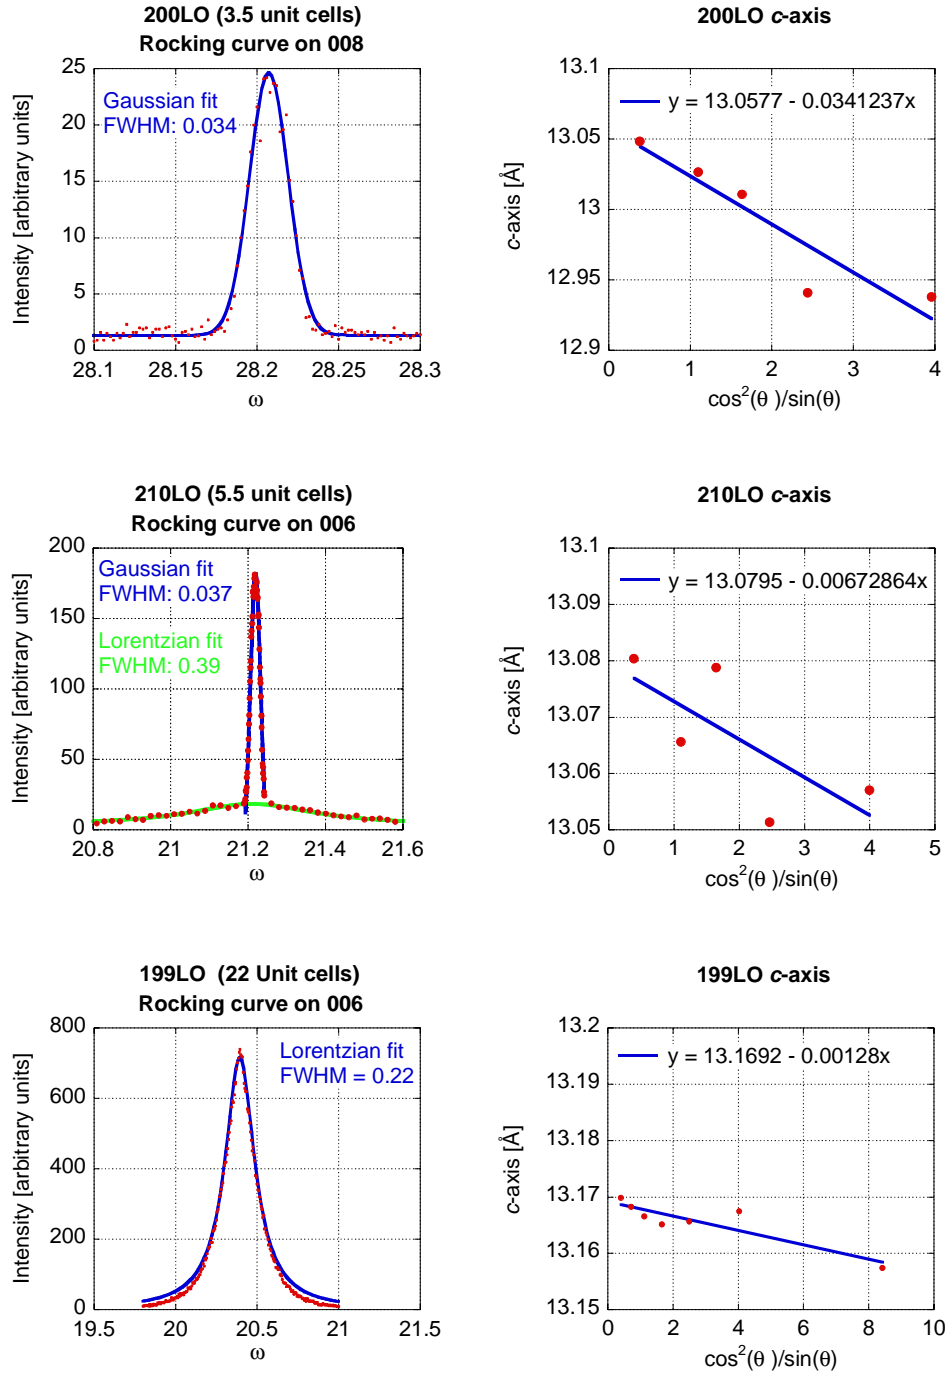 200LO (3.5 unit cells)
Rocking curve on 008
Gaussian fit
FWHM: 0.034
Intensity [arbitrary units]
25
20
15
10
5
0
28.1
28.15
28.2
28.25
28.3
ω
200LO c-axis
y = 13.0577 - 0.0341237x
c-axis [Å]
13.1
13.05
13
12.95
12.9
0
1
2
3
4
cos²(θ )/sin(θ)
210LO (5.5 unit cells)
Rocking curve on 006
Gaussian fit
FWHM: 0.037
Lorentzian fit
FWHM: 0.39
Intensity [arbitrary units]
200
150
100
50
0
20.8
21
21.2
21.4
21.6
ω
210LO c-axis
y = 13.0795 - 0.00672864x
c-axis [Å]
13.1
13.09
13.08
13.07
13.06
13.05
0
1
2
3
4
5
cos²(θ )/sin(θ)
199LO (22 Unit cells)
Rocking curve on 006
Lorentzian fit
FWHM = 0.22
Intensity [arbitrary units]
800
600
400
200
0
19.5
20
20.5
21
21.5
ω
199LO c-axis
y = 13.1692 - 0.00128x
c-axis [Å]
13.2
13.19
13.18
13.17
13.16
13.15
0
2
4
6
8
10
cos²(θ )/sin(θ)